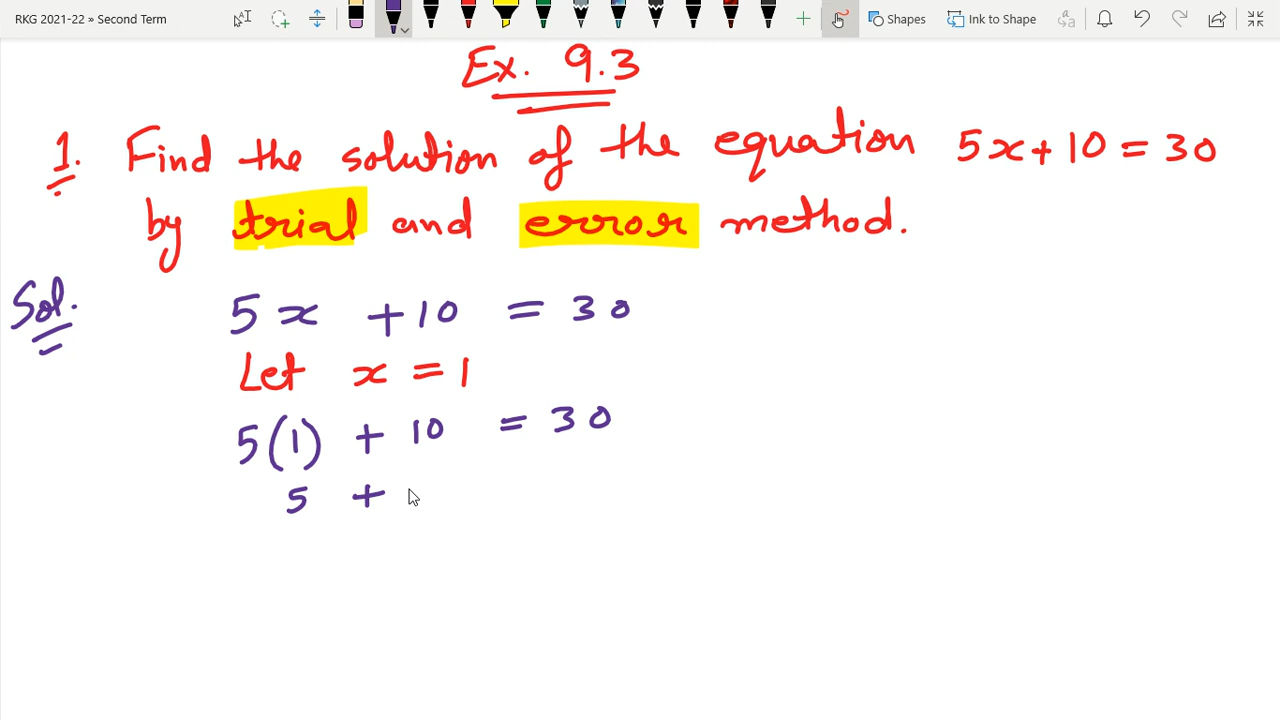 RKG 2021-22 » Second Term
Shapes
Ink to Shape
Ex. 9.3
1. Find the solution of the equation 5x+10=30
by trial and error method.
Sol.
5x +10 = 30
Let x = 1
5(1) + 10 = 30
5 +